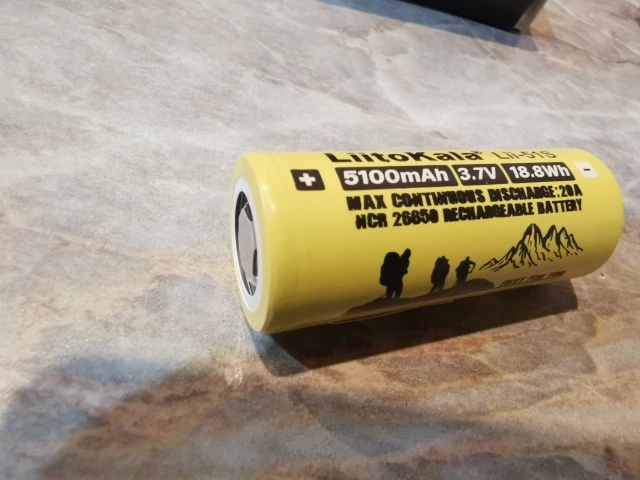 LiitoKala® Lii-51S
+ 5100mAh 3.7V 18.8Wh -
MAX CONTINUOUS DISCHARGE:20A
NCR 26650 RECHARGEABLE BATTERY